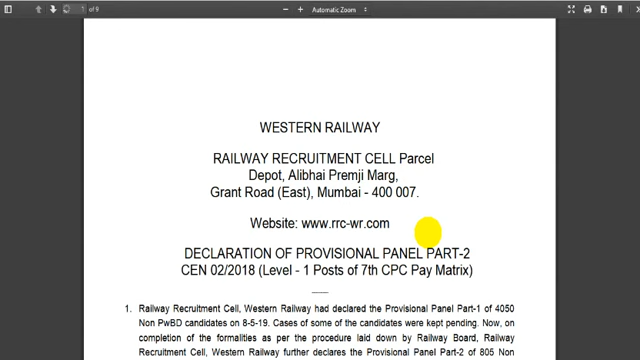 1 of 9
Automatic Zoom
WESTERN RAILWAY
RAILWAY RECRUITMENT CELL Parcel
Depot, Alibhai Premji Marg,
Grant Road (East), Mumbai - 400 007.
Website: www.rrc-wr.com
DECLARATION OF PROVISIONAL PANEL PART-2
CEN 02/2018 (Level - 1 Posts of 7th CPC Pay Matrix)
1. Railway Recruitment Cell, Western Railway had declared the Provisional Panel Part-1 of 4050
Non PwBD candidates on 8-5-19. Cases of some of the candidates were kept pending. Now, on
completion of the formalities as per the procedure laid down by Railway Board, Railway
Recruitment Cell, Western Railway further declares the Provisional Panel Part-2 of 805 Non